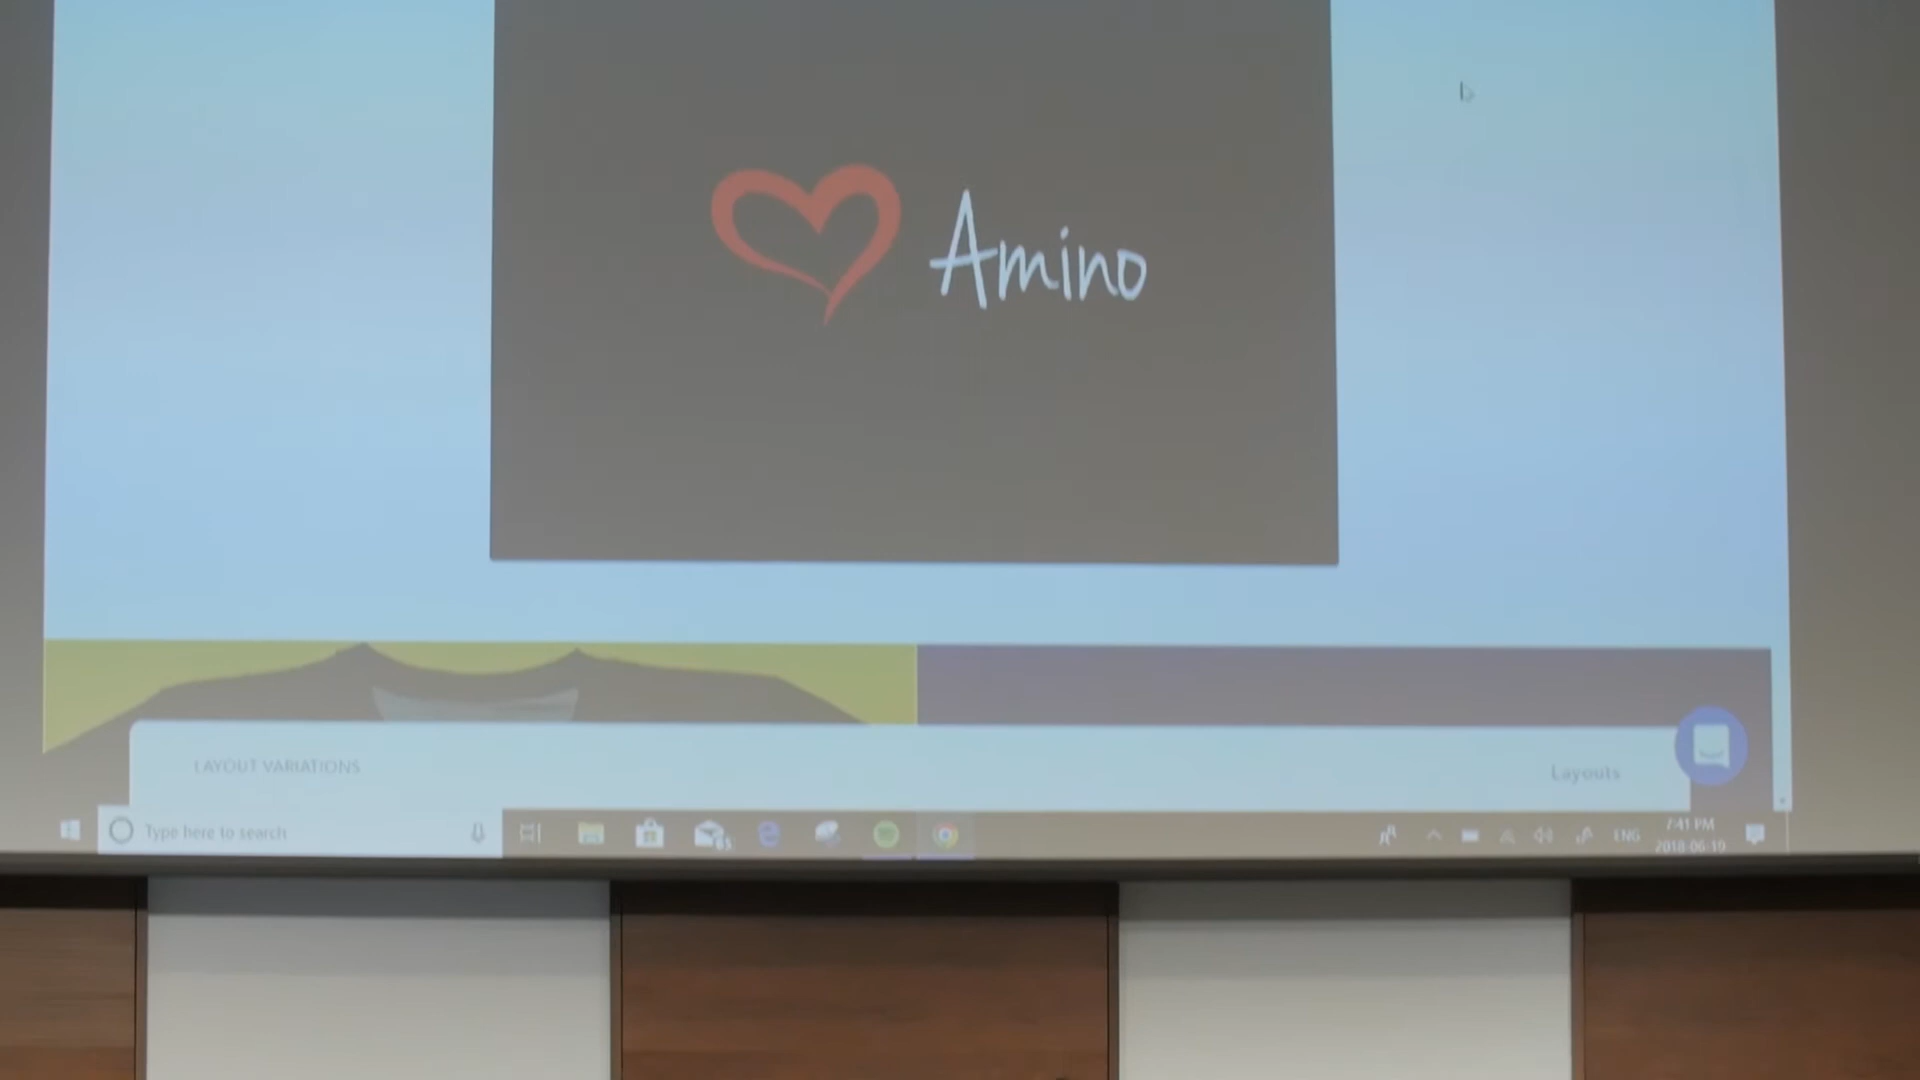 Amino
LAYOUT VARIATIONS
Layouts
Type here to search
ENG
7:41 PM
2018-06-19